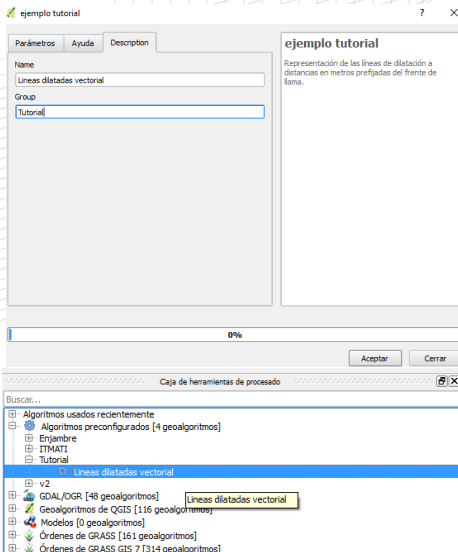 ejemplo tutorial
? ×
Parámetros Ayuda Description
Name
Lineas dilatadas vectorial
Group
Tutorial
ejemplo tutorial
Representación de las líneas de dilatación a
distancias en metros prefijadas del frente de
llama.
0%
Aceptar Cerrar
Caja de herramientas de procesado
Buscar...
Algoritmos usados recientemente
Algoritmos preconfigurados [4 geoalgoritmos]
Enjambre
ITMATI
Tutorial
Lineas dilatadas vectorial
v2
GDAL/OGR [48 geoalgoritmos]
Lineas dilatadas vectorial
Geoalgoritmos de QGIS [116 geoalgoritmos]
Modelos [0 geoalgoritmos]
Órdenes de GRASS [161 geoalgoritmos]
Órdenes de GRASS GIS 7 [314 geoalgoritmos]